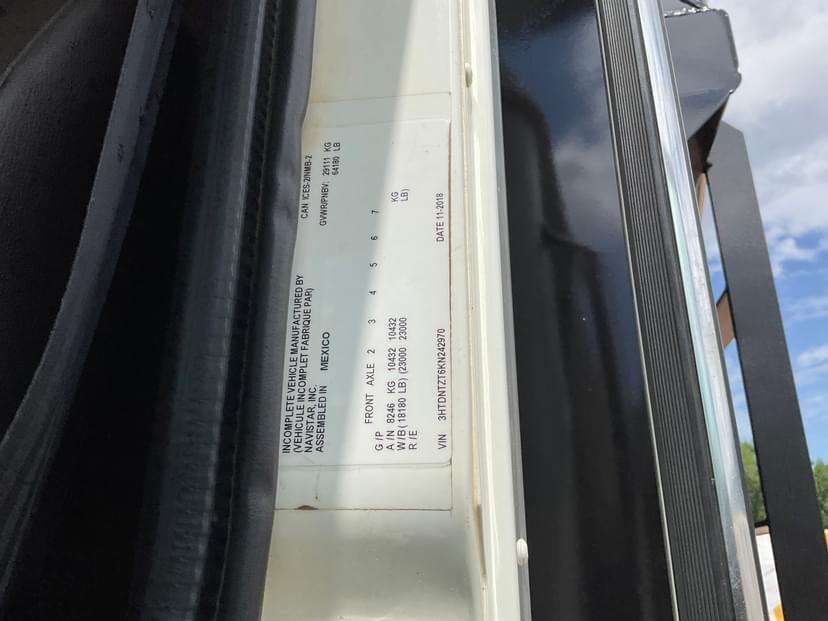 INCOMPLETE VEHICLE MANUFACTURED BY
(VEHICULE INCOMPLET FABRIQUE PAR)
NAVISTAR, INC.
ASSEMBLED IN MEXICO
CAN ICES-2/NMB-2
GVWR/PNBV: 29111 KG
64180 LB
FRONT AXLE 2 3 4 5 6 7
G / P
A / N 8246 KG 10432 10432 KG
W / B ( 18180 LB) (23000 23000 LB)
R / E
VIN 3HTDNTZT6KN242970 DATE 11-2018